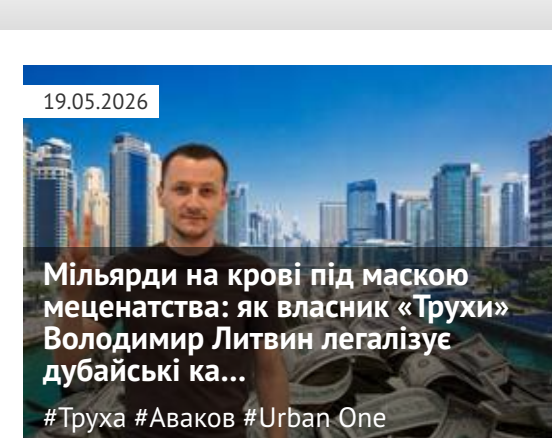 19.05.2026
Мільярди на крові під маскою
меценатства: як власник «Трухи»
Володимир Литвин легалізує
дубайські ка...
#Труха #Аваков #Urban One